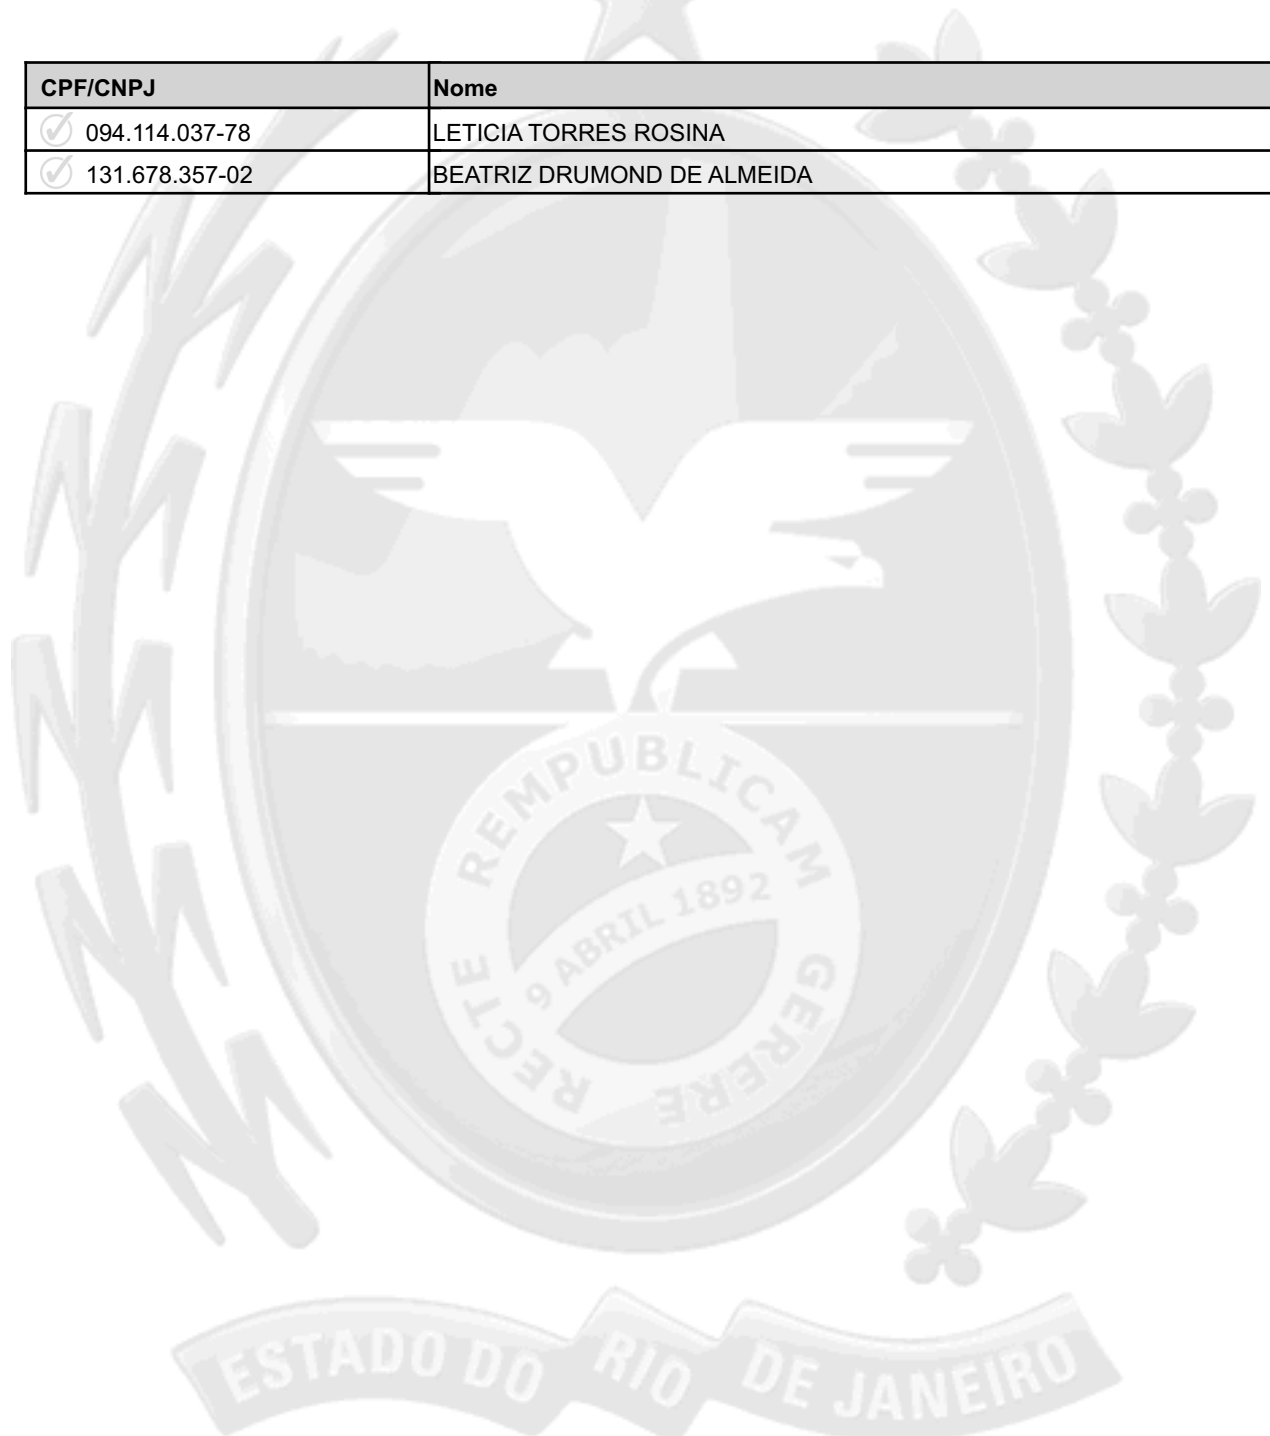 CPF/CNPJ Nome
094.114.037-78 LETICIA TORRES ROSINA
131.678.357-02 BEATRIZ DRUMOND DE ALMEIDA
RECTE REMPUBLICAM GERERE
9 ABRIL 1892
ESTADO DO RIO DE JANEIRO